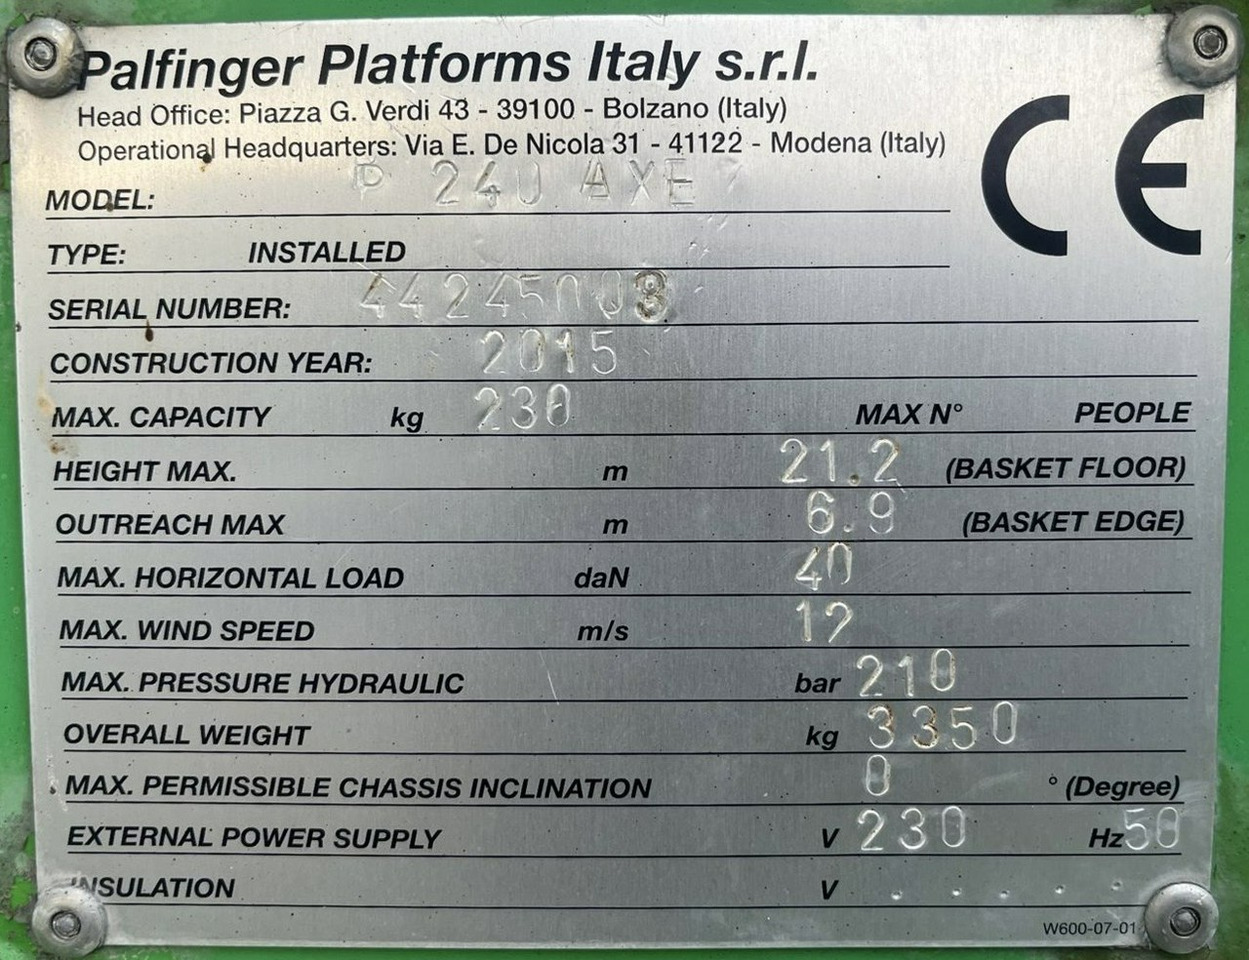 Palfinger Platforms Italy s.r.l.
Head Office: Piazza G. Verdi 43 - 39100 - Bolzano (Italy)
Operational Headquarters: Via E. De Nicola 31 - 41122 - Modena (Italy)
CE
MODEL: P 240 AXE
TYPE: INSTALLED
SERIAL NUMBER: 44245008
CONSTRUCTION YEAR: 2015
MAX. CAPACITY kg 230 MAX N° PEOPLE
HEIGHT MAX. m 21.2 (BASKET FLOOR)
OUTREACH MAX m 6.9 (BASKET EDGE)
MAX. HORIZONTAL LOAD daN 40
MAX. WIND SPEED m/s 12
MAX. PRESSURE HYDRAULIC bar 210
OVERALL WEIGHT kg 3350
MAX. PERMISSIBLE CHASSIS INCLINATION 0 ° (Degree)
EXTERNAL POWER SUPPLY V 230 Hz 50
INSULATION V . . . . .
W600-07-01